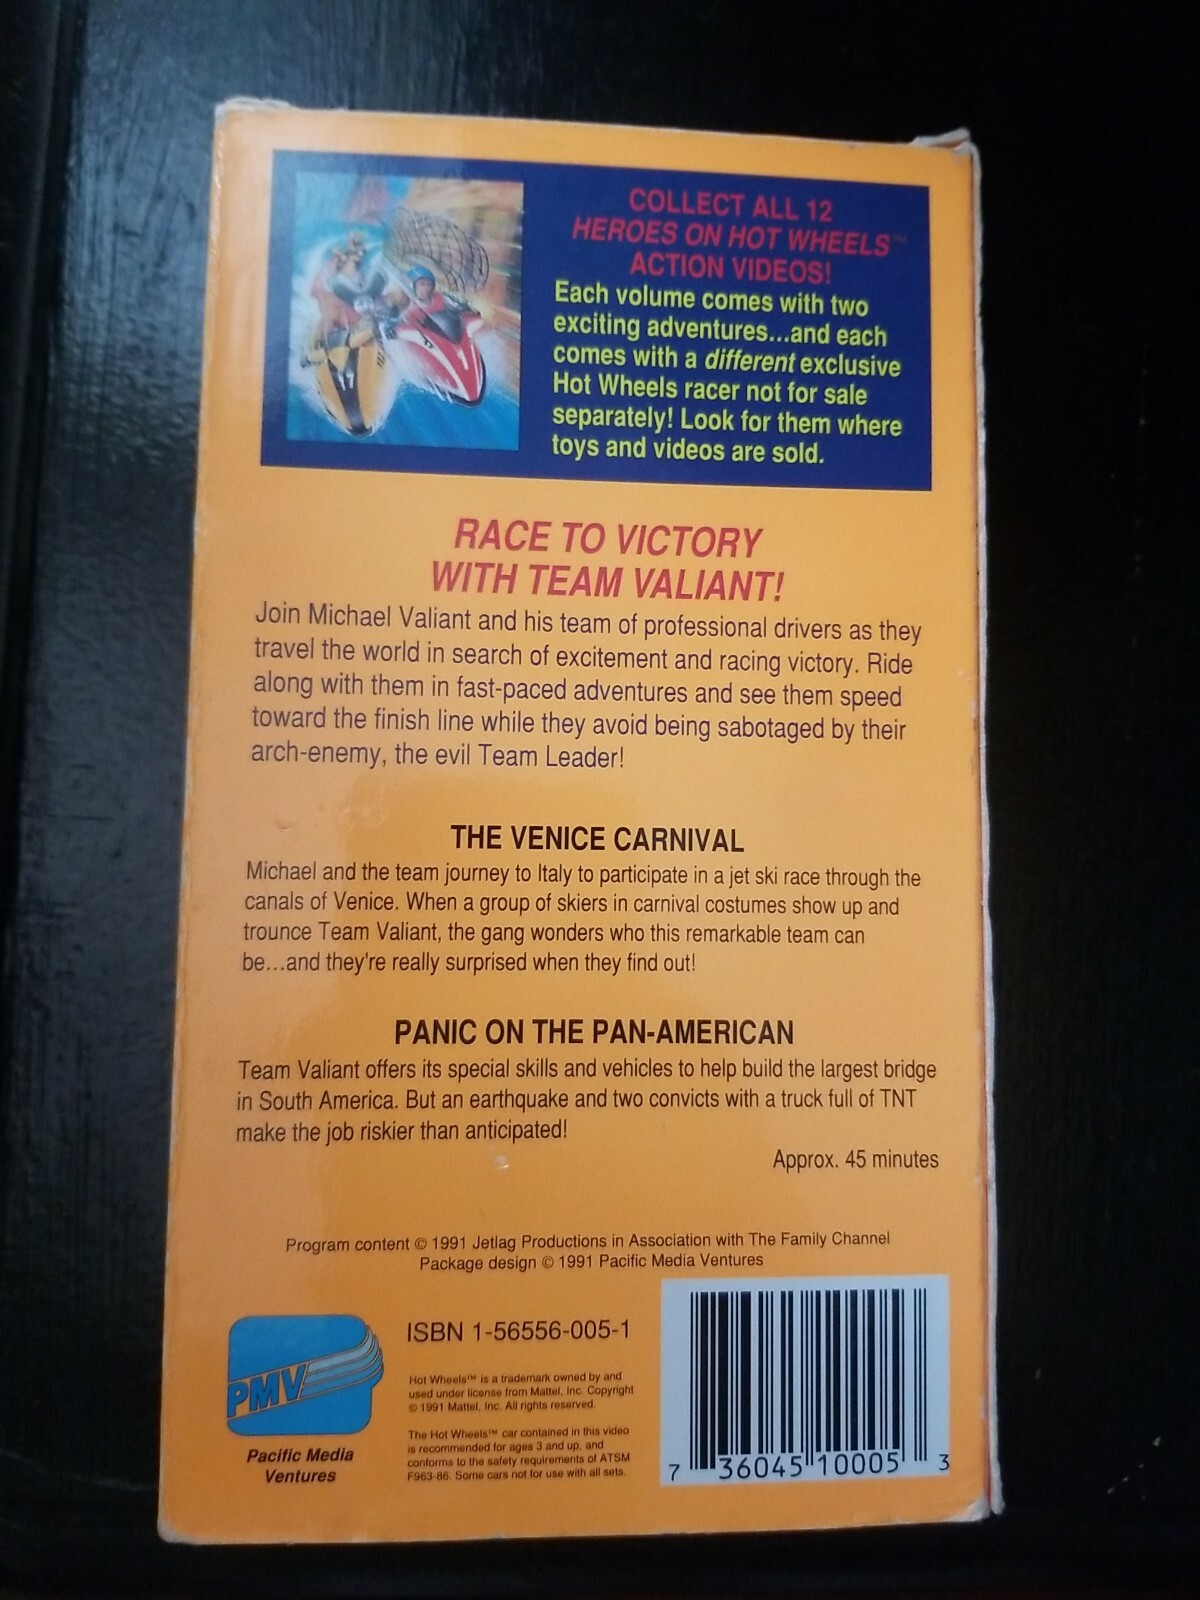 COLLECT ALL 12
HEROES ON HOT WHEELS™
ACTION VIDEOS!
Each volume comes with two
exciting adventures...and each
comes with a different exclusive
Hot Wheels racer not for sale
separately! Look for them where
toys and videos are sold.
17
RACE TO VICTORY
WITH TEAM VALIANT!
Join Michael Valiant and his team of professional drivers as they
travel the world in search of excitement and racing victory. Ride
along with them in fast-paced adventures and see them speed
toward the finish line while they avoid being sabotaged by their
arch-enemy, the evil Team Leader!
THE VENICE CARNIVAL
Michael and the team journey to Italy to participate in a jet ski race through the
canals of Venice. When a group of skiers in carnival costumes show up and
trounce Team Valiant, the gang wonders who this remarkable team can
be...and they're really surprised when they find out!
PANIC ON THE PAN-AMERICAN
Team Valiant offers its special skills and vehicles to help build the largest bridge
in South America. But an earthquake and two convicts with a truck full of TNT
make the job riskier than anticipated!
Approx. 45 minutes
Program content © 1991 Jetlag Productions in Association with The Family Channel
Package design © 1991 Pacific Media Ventures
PMV
Pacific Media
Ventures
ISBN 1-56556-005-1
Hot Wheels™ is a trademark owned by and
used under license from Mattel, Inc. Copyright
© 1991 Mattel, Inc. All rights reserved.
The Hot Wheels™ car contained in this video
is recommended for ages 3 and up, and
conforms to the safety requirements of ATSM
F963-86. Some cars not for use with all sets.
7 36045 10005 3